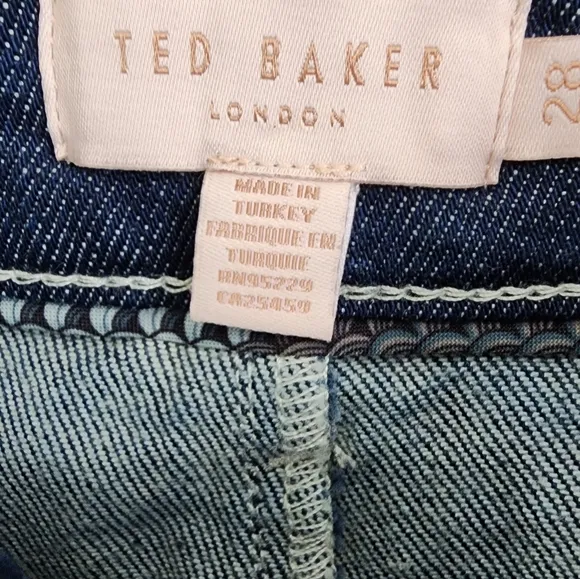 TED BAKER
LONDON
28
MADE IN
TURKEY
FABRIQUE EN
TURQUIE
RN95229
CA25459